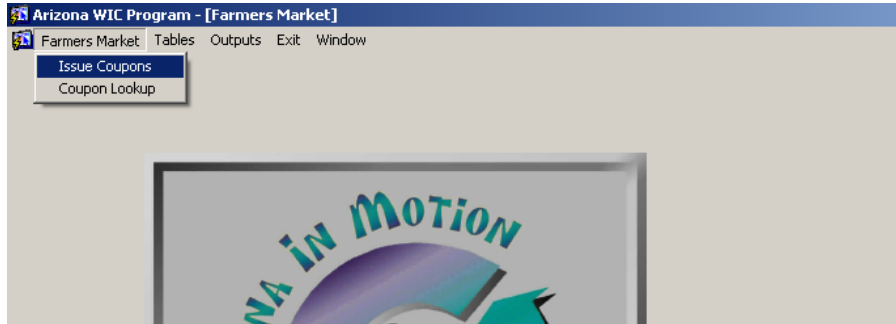 Arizona WIC Program - [Farmers Market]
Farmers Market Tables Outputs Exit Window
Issue Coupons
Coupon Lookup
NA IN MOTION